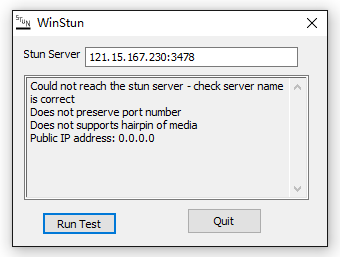 STUN WinStun
Stun Server 121.15.167.230:3478
Could not reach the stun server - check server name
is correct
Does not preserve port number
Does not supports hairpin of media
Public IP address: 0.0.0.0
Run Test Quit